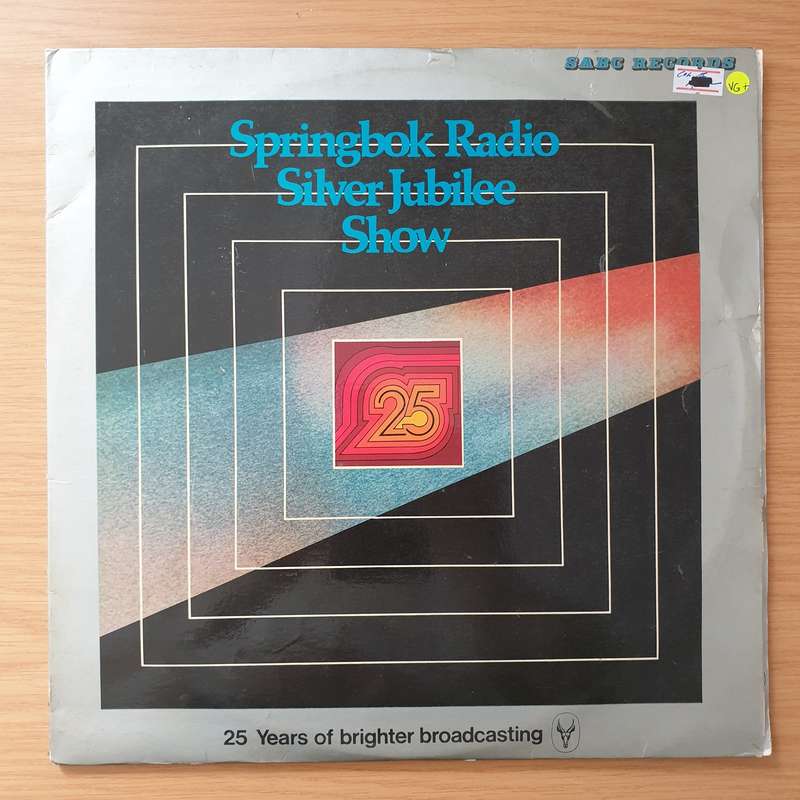 SABC RECORDS
VG+
Springbok Radio
Silver Jubilee
Show
25
25 Years of brighter broadcasting